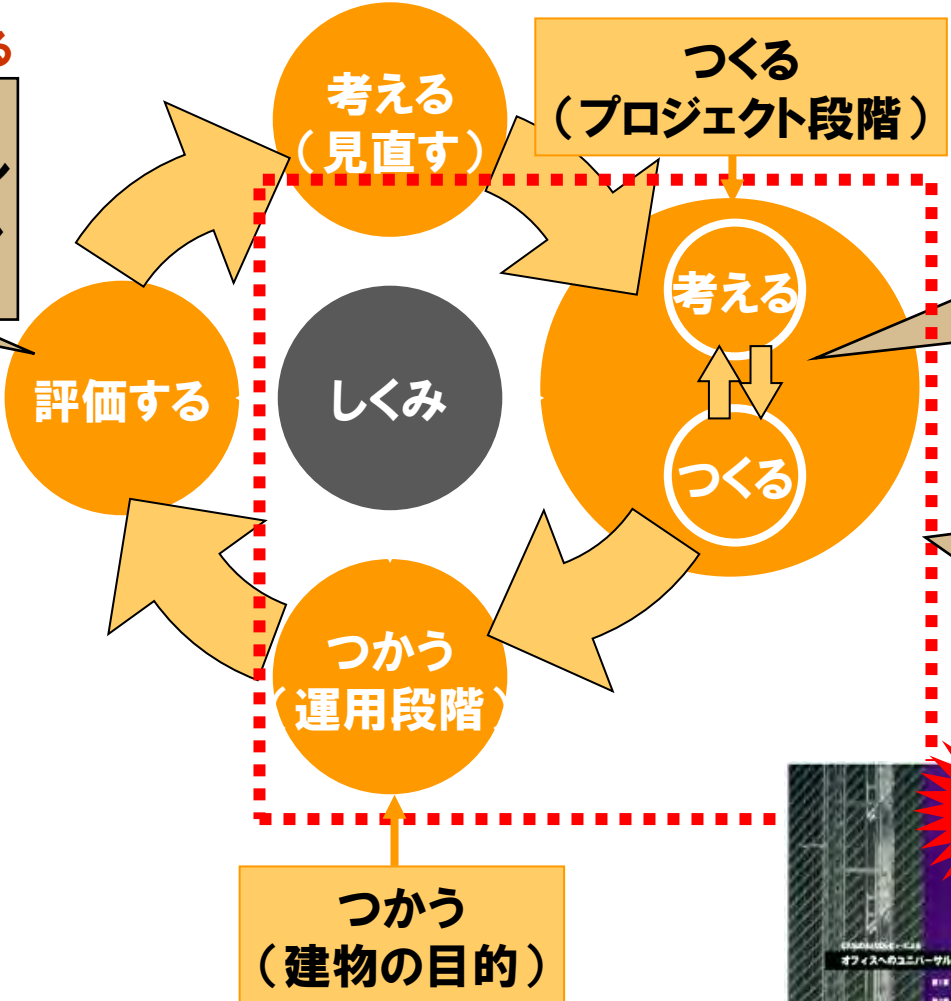 る
考える
（見直す）
つくる
（プロジェクト段階）
考える
つくる
評価する
しくみ
つかう
（運用段階）
つかう
（建物の目的）
オフィスへのユニバーサル